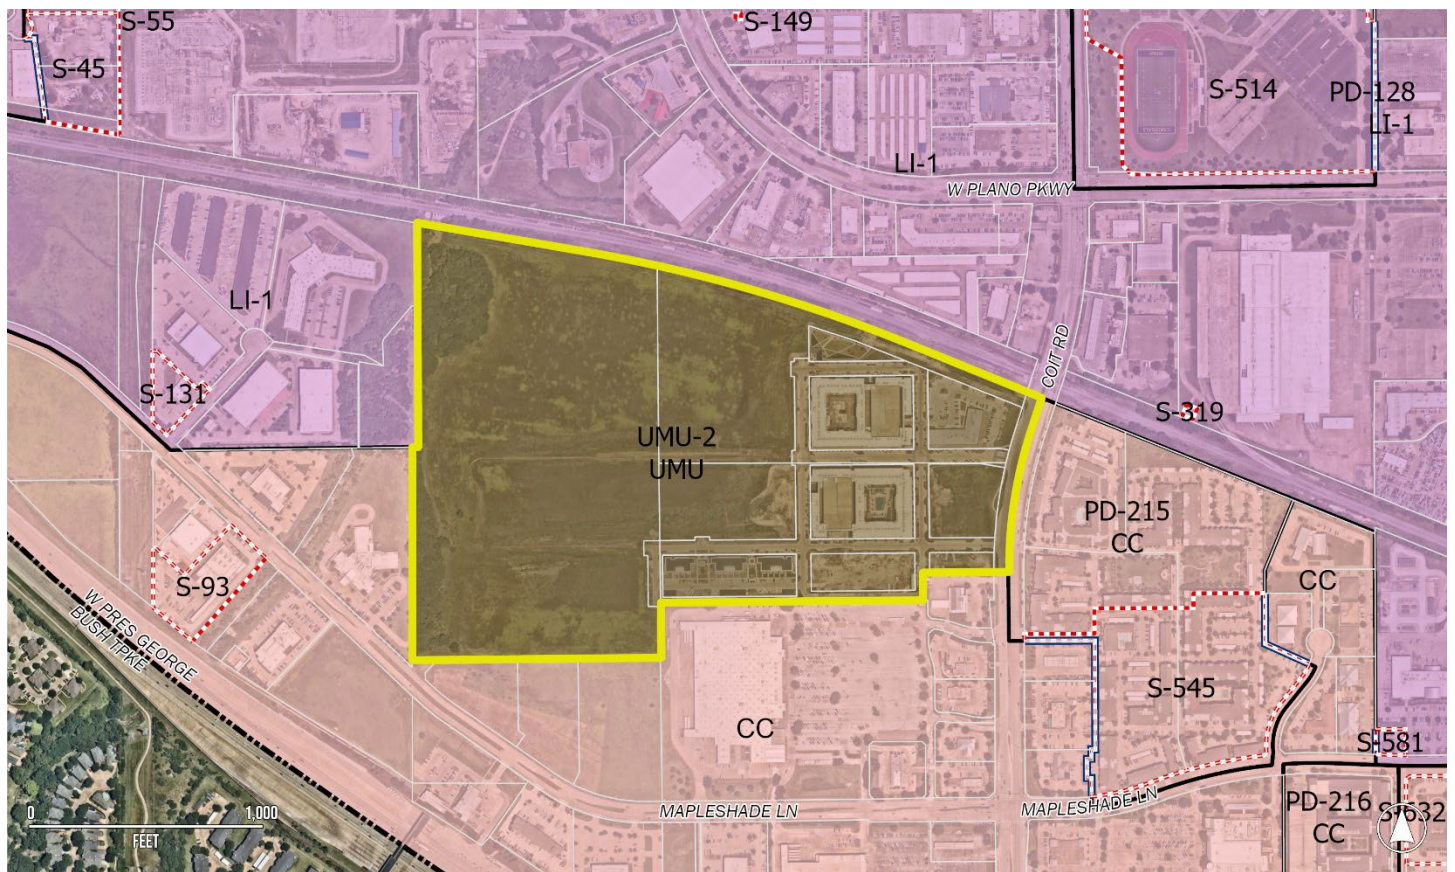 S-55
S-149
S-45
S-514
PD-128
LI-1
LI-1
W PLANO PKWY
LI-1
COIT RD
S-131
S-319
UMU-2
UMU
PD-215
CC
S-93
CC
W PRES GEORGE
BUSH TPKE
S-545
CC
S-581
0 1,000
FEET
MAPLESHADE LN
MAPLESHADE LN
PD-216
CC
S-632